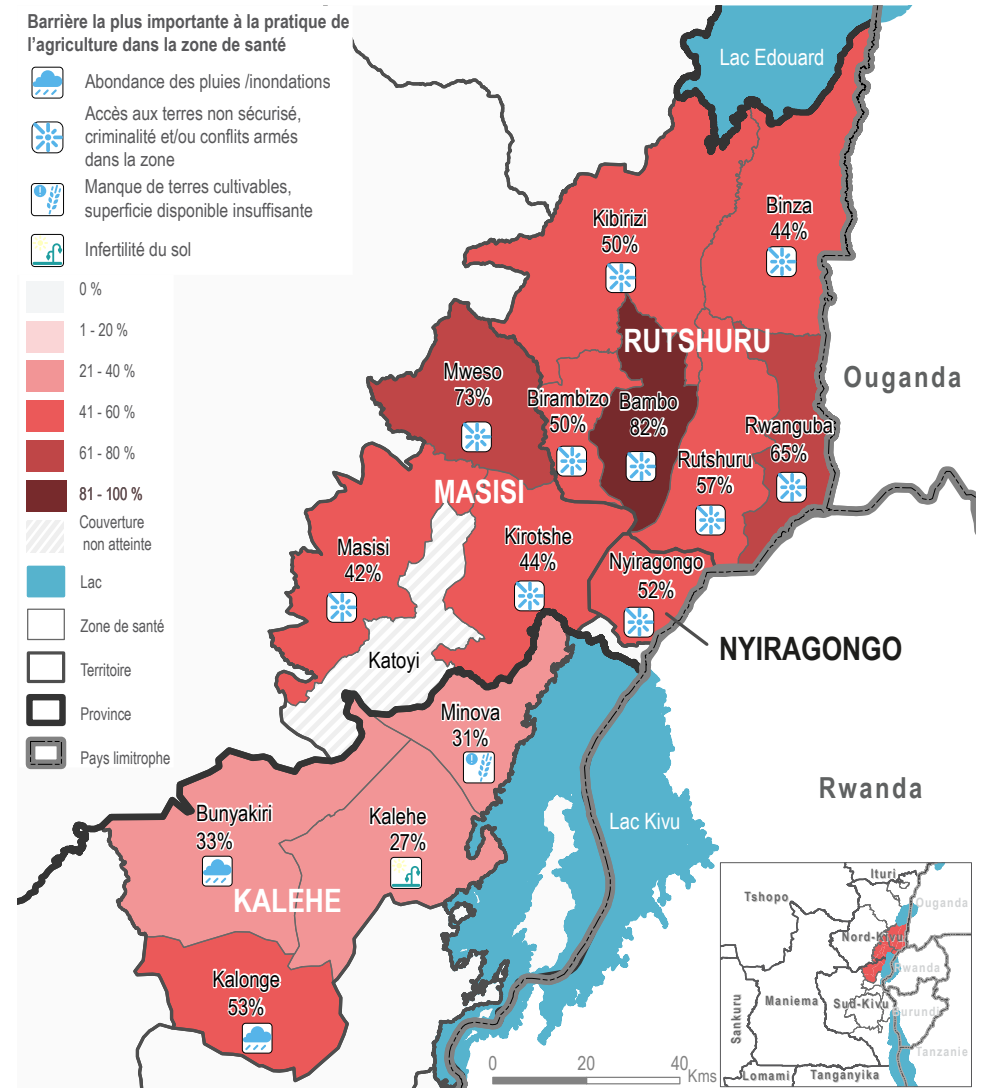 Barrière la plus importante à la pratique de
l'agriculture dans la zone de santé
Abondance des pluies /inondations
Accès aux terres non sécurisé,
criminalité et/ou conflits armés
dans la zone
Manque de terres cultivables,
superficie disponible insuffisante
Infertilité du sol
0 %
1 - 20 %
21 - 40 %
41 - 60 %
61 - 80 %
81 - 100 %
Couverture
non atteinte
Lac
Zone de santé
Territoire
Province
Pays limitrophe
Lac Edouard
Kibirizi
50%
Binza
44%
RUTSHURU
Ouganda
Mweso
73%
Birambizo
50%
Bambo
82%
Rwanguba
65%
Rutshuru
57%
MASISI
Masisi
42%
Kirotshe
44%
Nyiragongo
52%
NYIRAGONGO
Katoyi
Minova
31%
Rwanda
Bunyakiri
33%
Kalehe
27%
Lac Kivu
KALEHE
Kalonge
53%
0 20 40 Kms
Ituri
Tshopo
Ouganda
Nord-Kivu
Rwanda
Maniema
Sud-Kivu
Burundi
Sankuru
Tanzanie
Lomami
Tanganyika